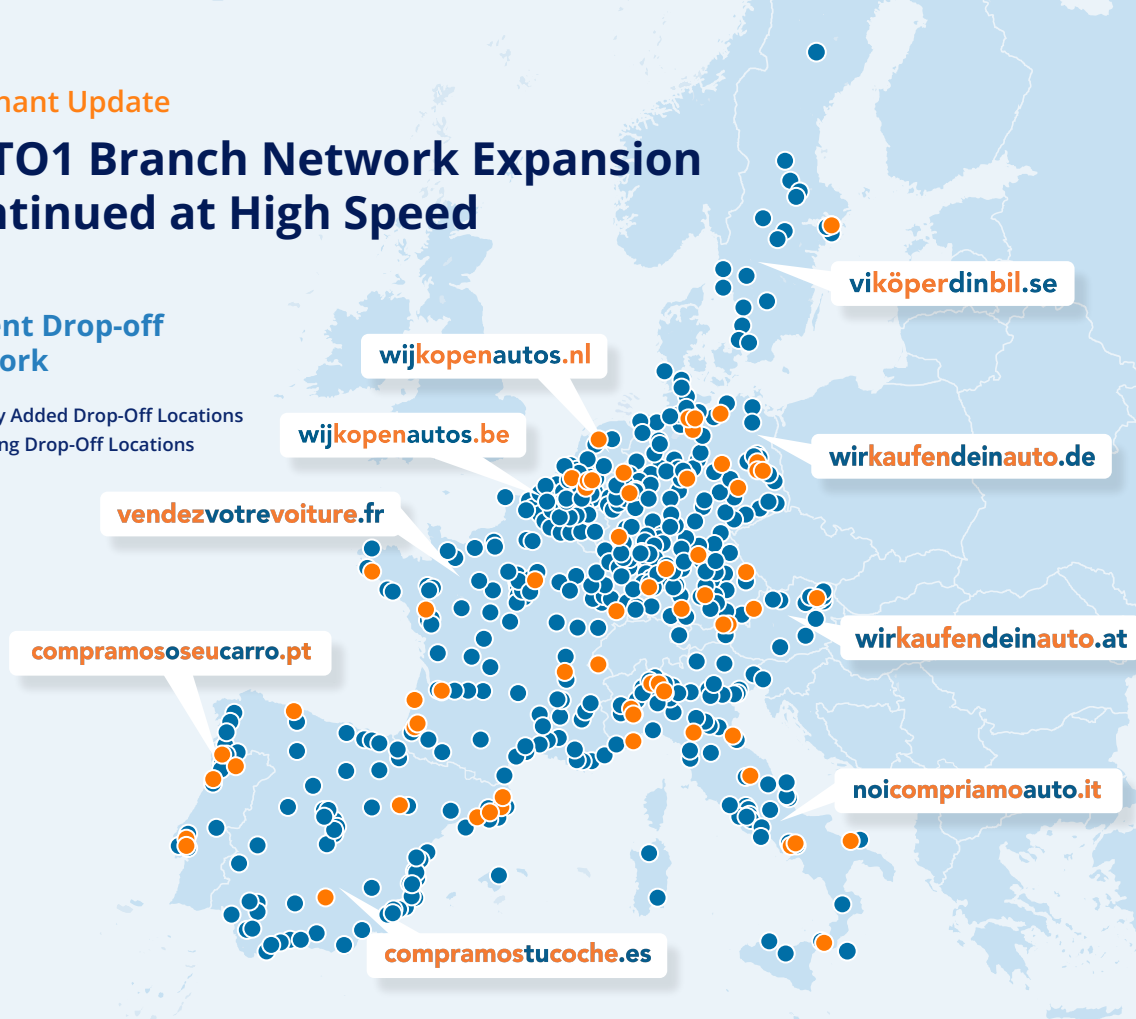 nant Update
TO1 Branch Network Expansion
ntinued at High Speed
viköperdinbil.se
ent Drop-off
ork
wijkopenautos.nl
y Added Drop-Off Locations
ng Drop-Off Locations
wijkopenautos.be
wirkaufendeinauto.de
vendezvotrevoiture.fr
wirkaufendeinauto.at
compramososeucarro.pt
noicompriamoauto.it
compramostucoche.es